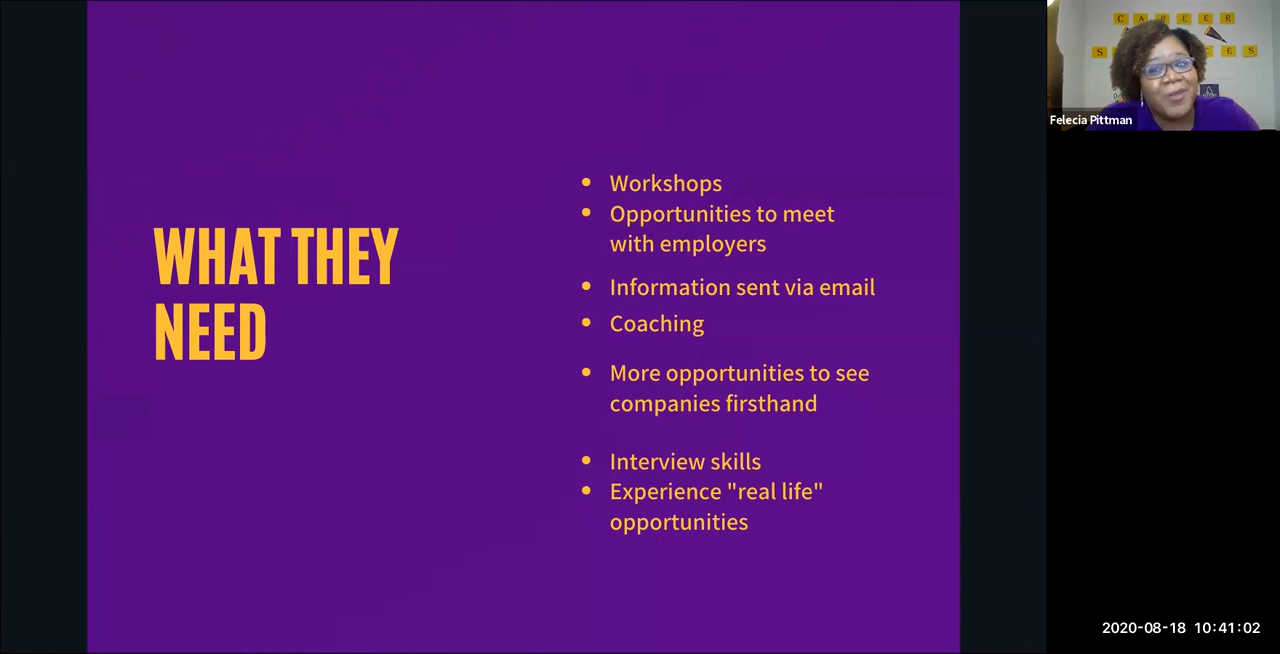 WHAT THEY
NEED
• Workshops
• Opportunities to meet
with employers
• Information sent via email
• Coaching
• More opportunities to see
companies firsthand
• Interview skills
• Experience "real life"
opportunities
CAREER
Felecia Pittman
2020-08-18 10:41:02